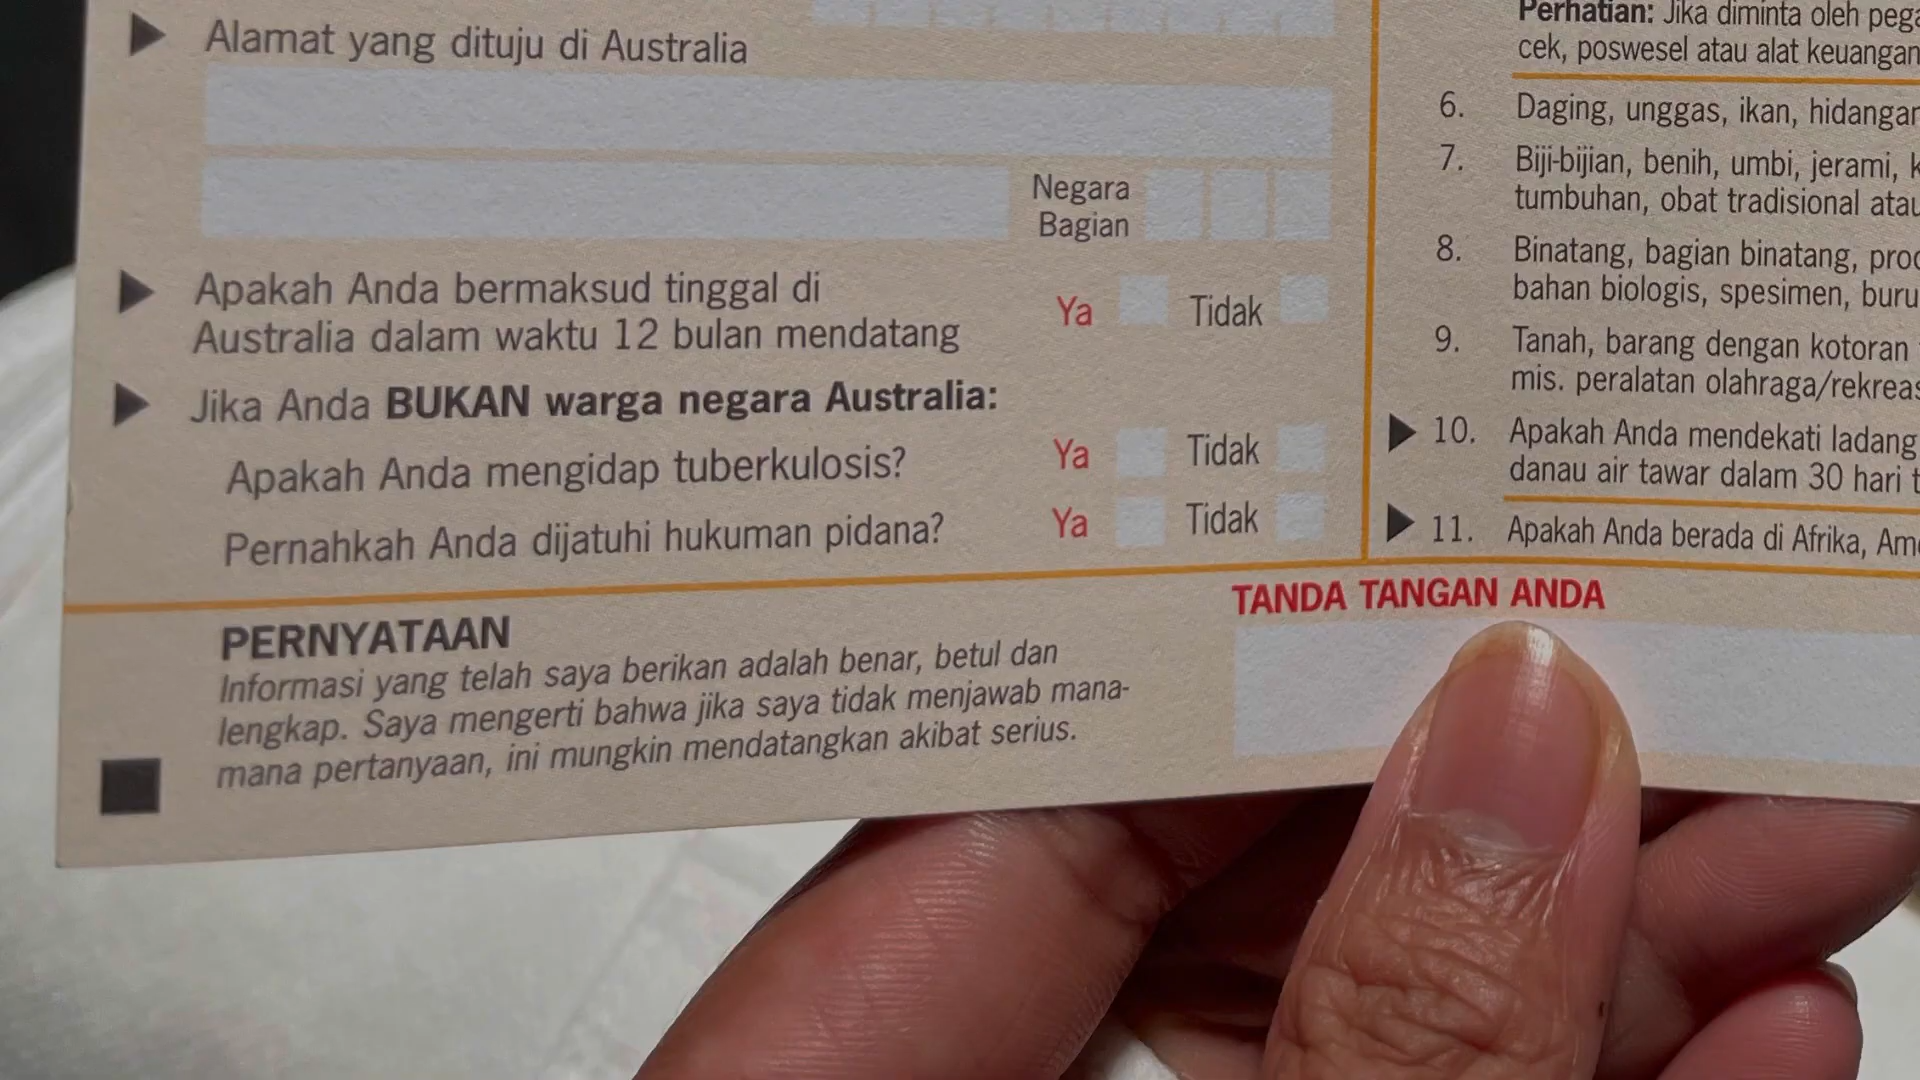 Alamat yang dituju di Australia
Negara
Bagian
Apakah Anda bermaksud tinggal di
Australia dalam waktu 12 bulan mendatang
Ya Tidak
Jika Anda BUKAN warga negara Australia:
Apakah Anda mengidap tuberkulosis? Ya Tidak
Pernahkah Anda dijatuhi hukuman pidana? Ya Tidak
Perhatian: Jika diminta oleh
cek, poswesel atau alat keuangan
6. Daging, unggas, ikan,
7. Biji-bijian, benih, umbi, jerami,
tumbuhan, obat tradisional atau
8. Binatang, bagian binatang,
bahan biologis, spesimen,
9. Tanah, barang dengan kotoran
mis. peralatan
10. Apakah Anda mendekati ladang
danau air tawar dalam 30 hari
11. Apakah Anda berada di Afrika,
PERNYATAAN
Informasi yang telah saya berikan adalah benar, betul dan
lengkap. Saya mengerti bahwa jika saya tidak menjawab mana-
mana pertanyaan, ini mungkin mendatangkan akibat serius.
TANDA TANGAN ANDA